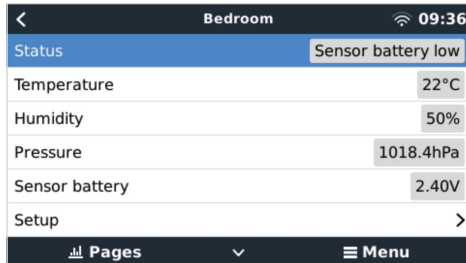 Bedroom 09:36
Status Sensor battery low
Temperature 22°C
Humidity 50%
Pressure 1018.4hPa
Sensor battery 2.40V
Setup
Pages Menu